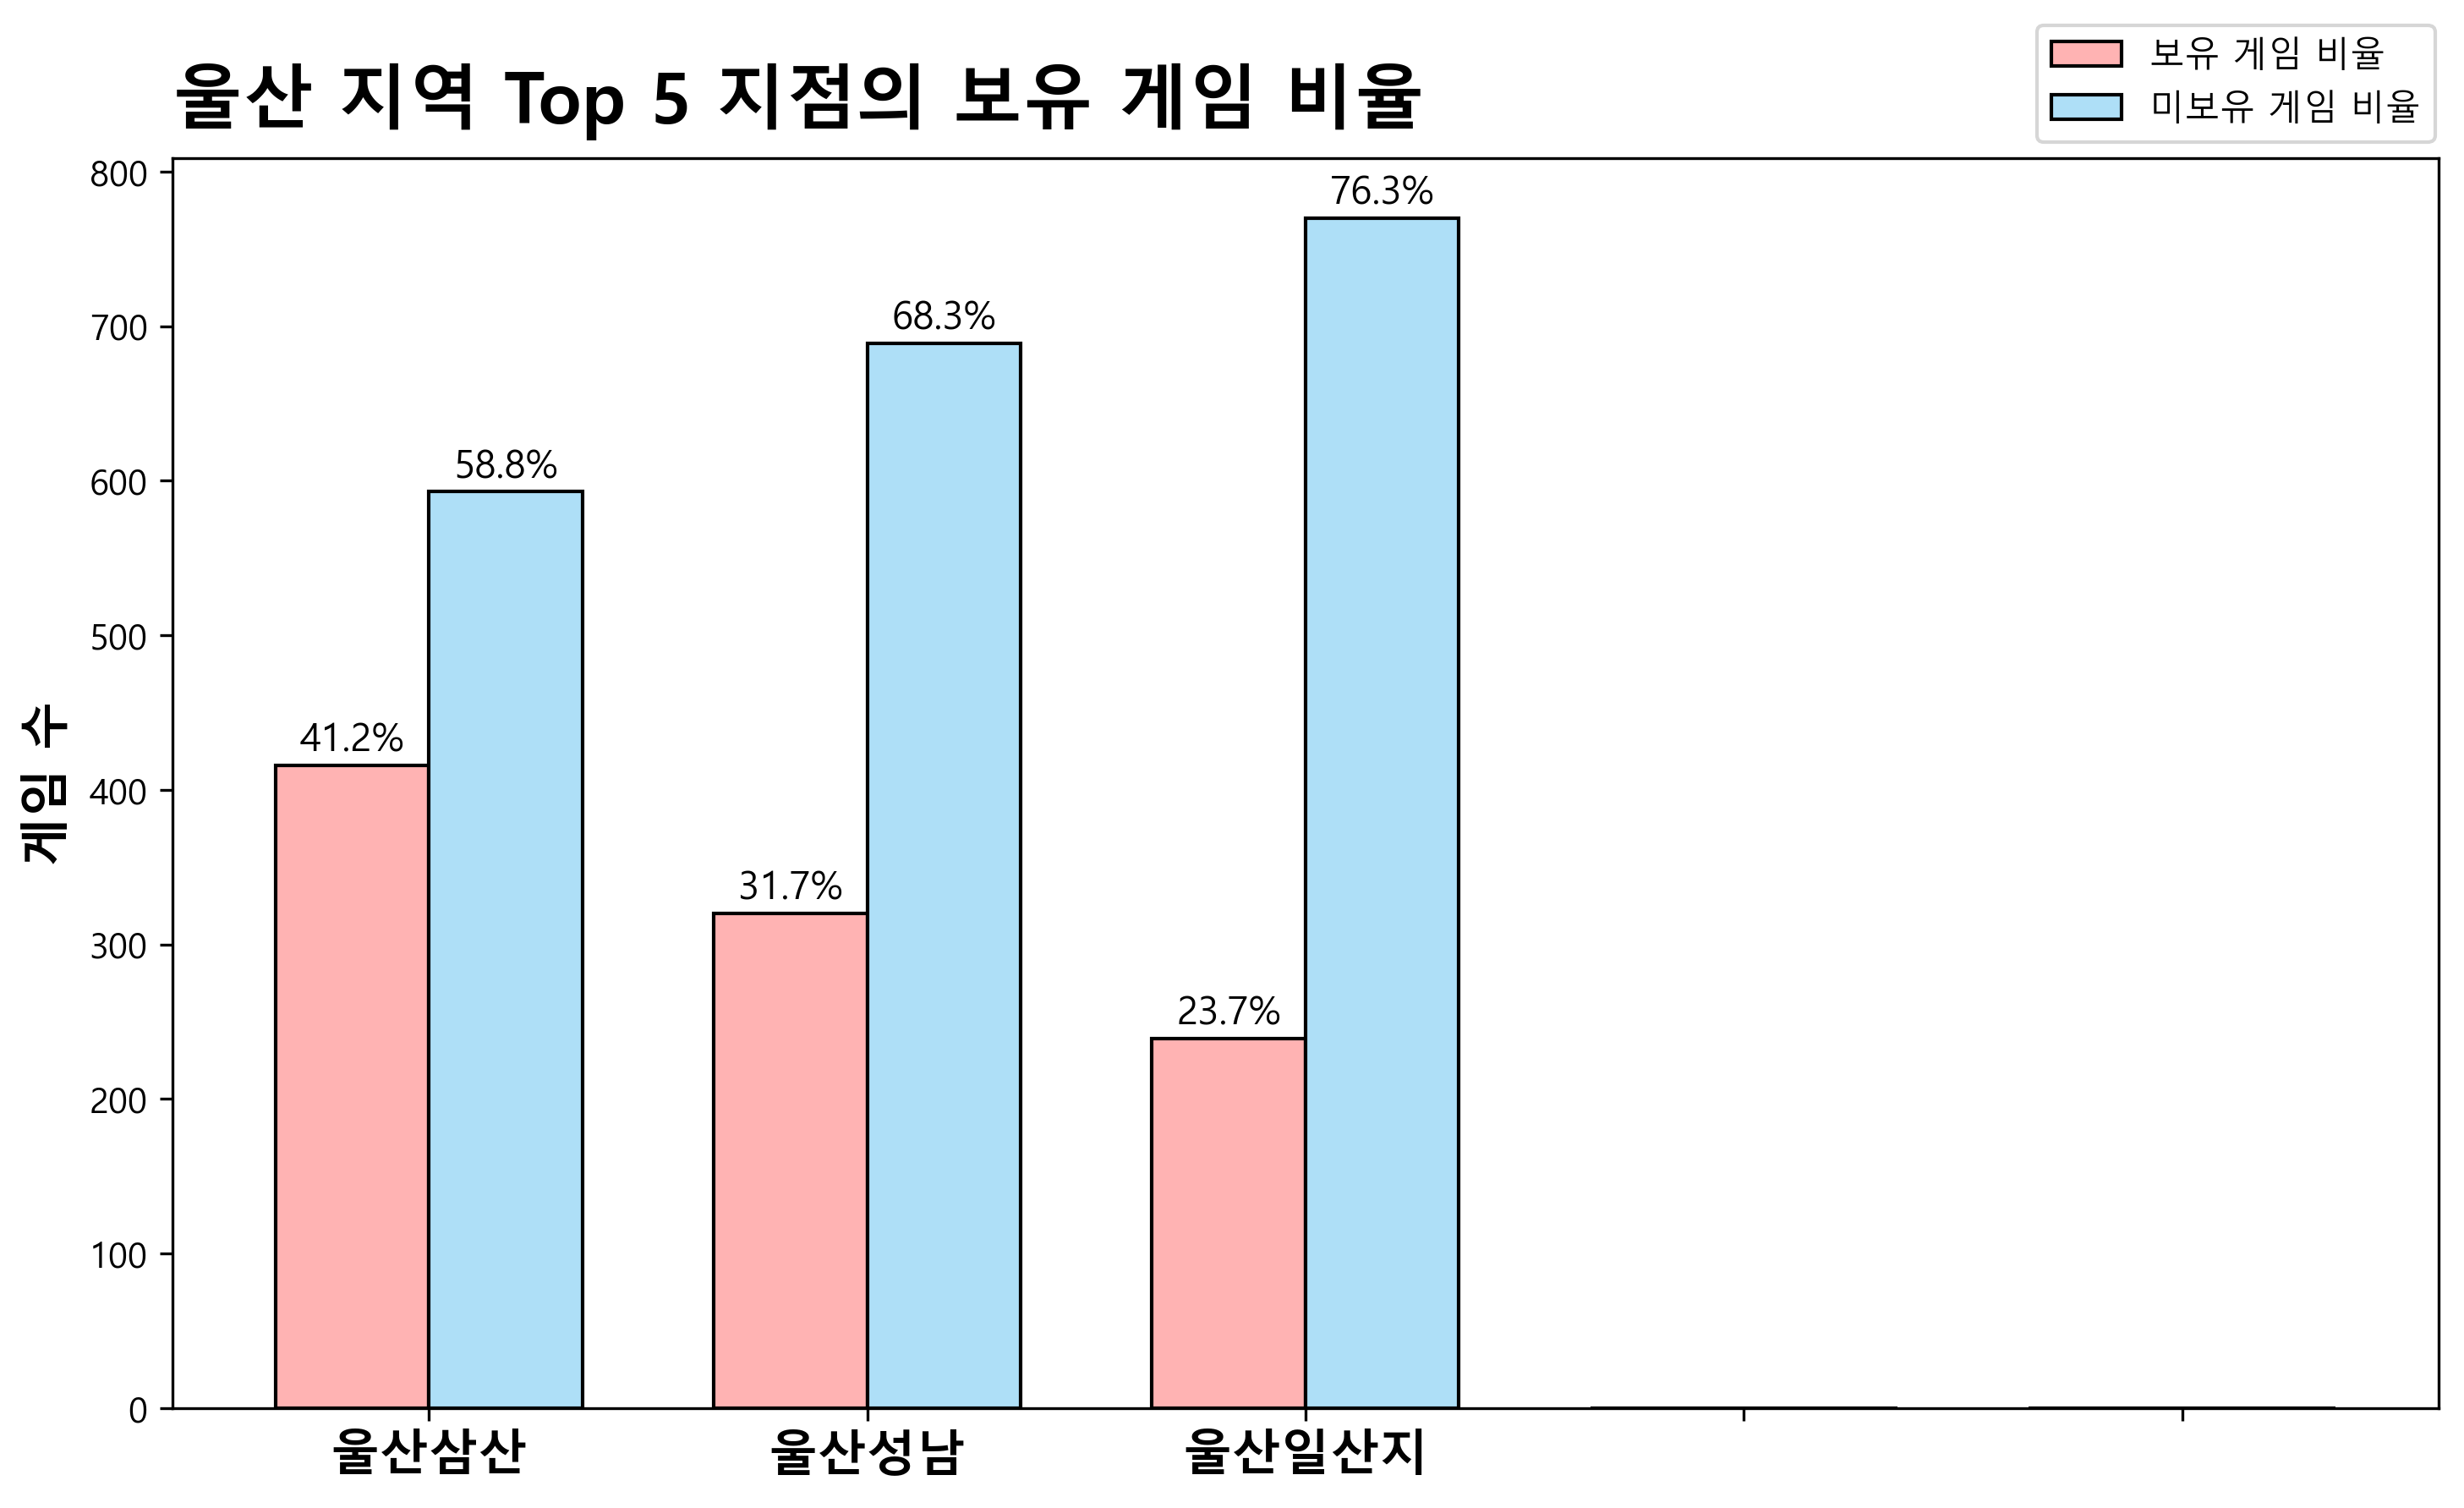 울산 지역 Top 5 지점의 보유 게임 비율
보유 게임 비율
미보유 게임 비율
게임 수
800
700
600
500
400
300
200
100
0
41.2%
58.8%
31.7%
68.3%
23.7%
76.3%
울산삼산
울산성남
울산일산지